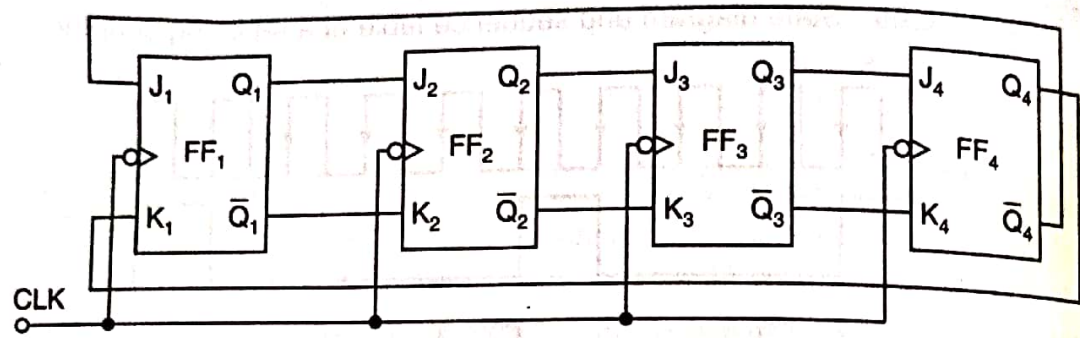 J₁ Q₁ J₂ Q₂ J₃ Q₃ J₄ Q₄
FF₁ FF₂ FF₃ FF₄
K₁ Q̅₁ K₂ Q̅₂ K₃ Q̅₃ K₄ Q̅₄
CLK